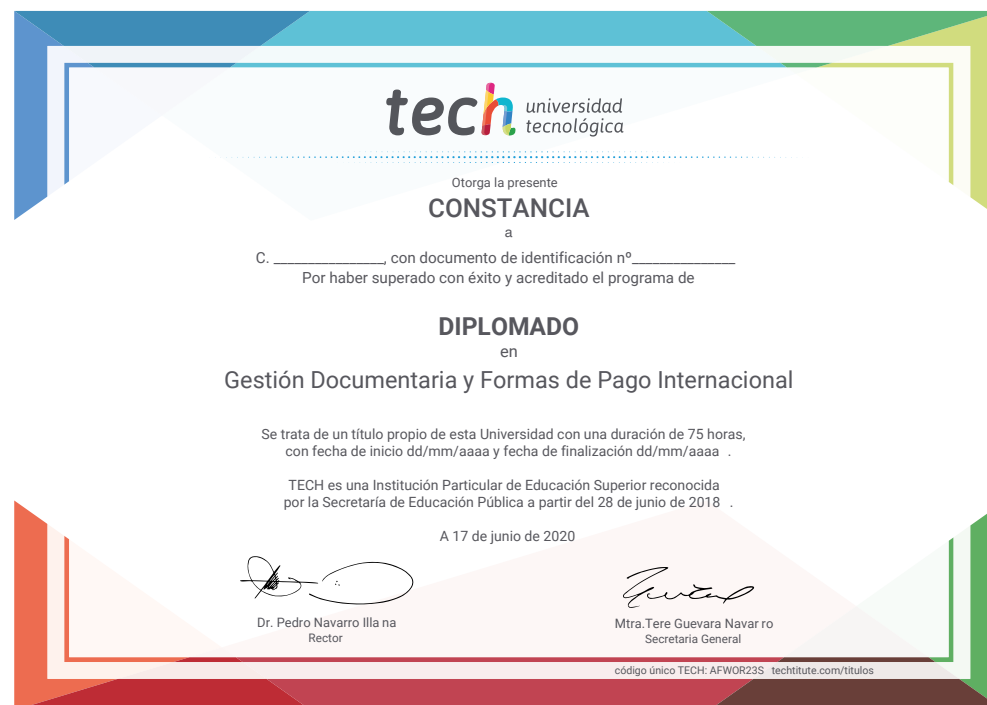 tech universidad
tecnológica
Otorga la presente
CONSTANCIA
a
C. ________________, con documento de identificación nº_______________
Por haber superado con éxito y acreditado el programa de
DIPLOMADO
en
Gestión Documentaria y Formas de Pago Internacional
Se trata de un título propio de esta Universidad con una duración de 75 horas,
con fecha de inicio dd/mm/aaaa y fecha de finalización dd/mm/aaaa .
TECH es una Institución Particular de Educación Superior reconocida
por la Secretaría de Educación Pública a partir del 28 de junio de 2018 .
A 17 de junio de 2020
Dr. Pedro Navarro Illa na
Rector
Mtra.Tere Guevara Navar ro
Secretaria General
código único TECH: AFWOR23S techtitute.com/titulos